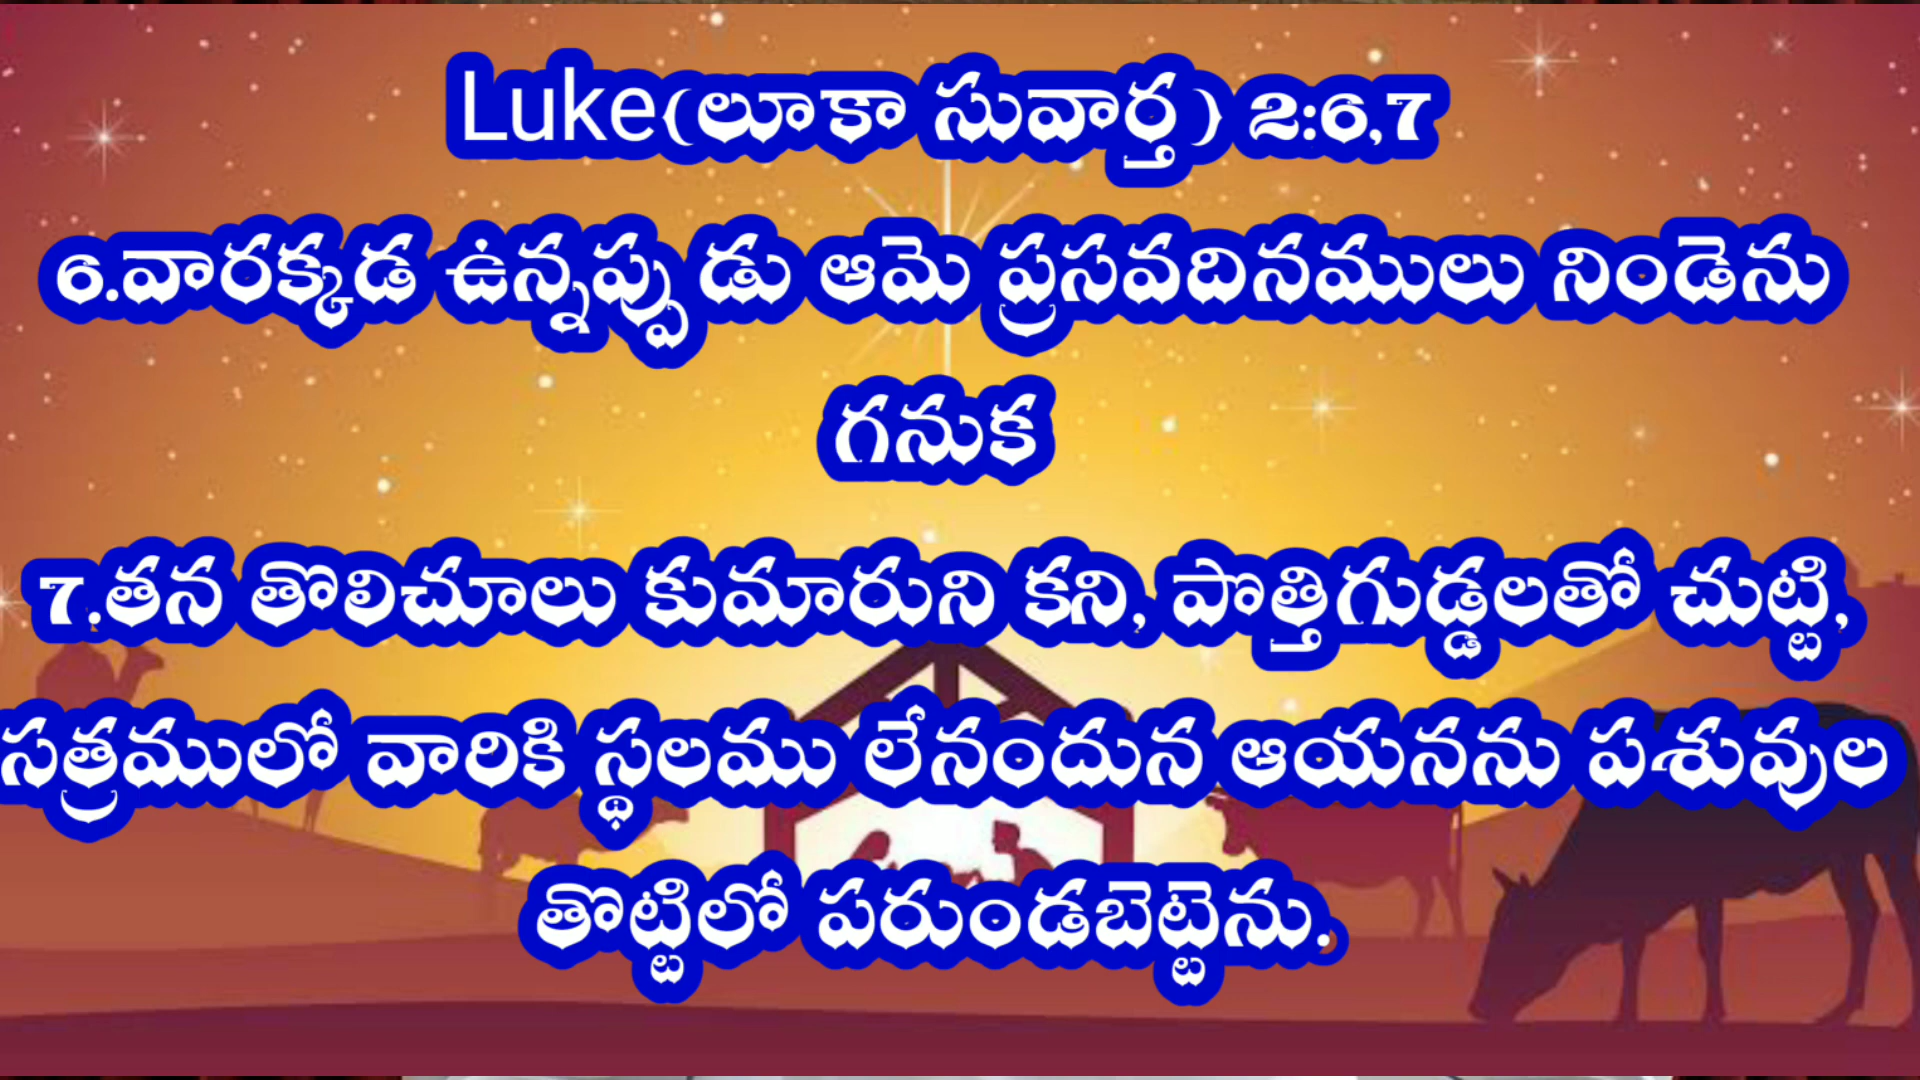 Luke(లూకా సువార్త) 2:6,7
6.వారక్కడ ఉన్నప్పు డు ఆమె ప్రసవదినములు నిండెను
గనుక
7.తన తొలిచూలు కుమారుని కని, పొత్తిగుడ్డలతో చుట్టి,
సత్రములో వారికి స్థలము లేనందున ఆయనను పశువుల
తొట్టిలో పరుండబెట్టెను.